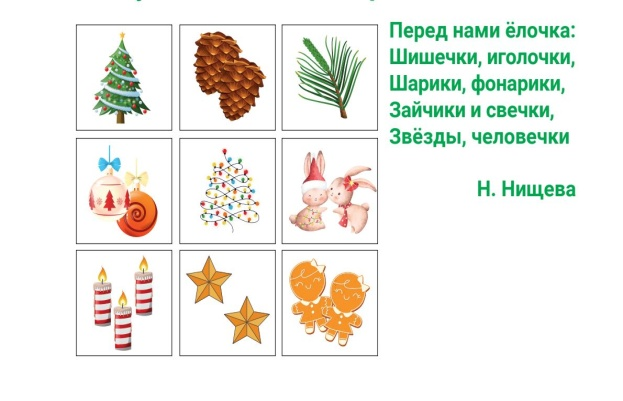 Перед нами ёлочка:
Шишечки, иголочки,
Шарики, фонарики,
Зайчики и свечки,
Звёзды, человечки
Н. Нищева